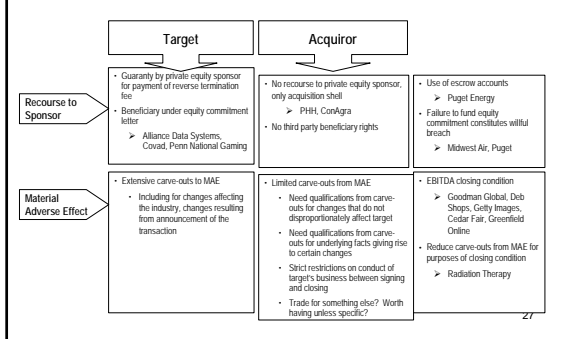 Target
Acquiror
Recourse to
Sponsor
• Guaranty by private equity sponsor
for payment of reverse termination
fee
• Beneficiary under equity commitment
letter
➢ Alliance Data Systems,
Covad, Penn National Gaming
• No recourse to private equity sponsor,
only acquisition shell
➢ PHH, ConAgra
• No third party beneficiary rights
• Use of escrow accounts
➢ Puget Energy
• Failure to fund equity
commitment constitutes willful
breach
➢ Midwest Air, Puget
Material
Adverse Effect
• Extensive carve-outs to MAE
• Including for changes affecting
the industry, changes resulting
from announcement of the
transaction
• Limited carve-outs from MAE
• Need qualifications from carve-
outs for changes that do not
disproportionately affect target
• Need qualifications from carve-
outs for underlying facts giving rise
to certain changes
• Strict restrictions on conduct of
target's business between signing
and closing
• Trade for something else? Worth
having unless specific?
• EBITDA closing condition
➢ Goodman Global, Deb
Shops, Getty Images,
Cedar Fair, Greenfield
Online
• Reduce carve-outs from MAE for
purposes of closing condition
➢ Radiation Therapy
27